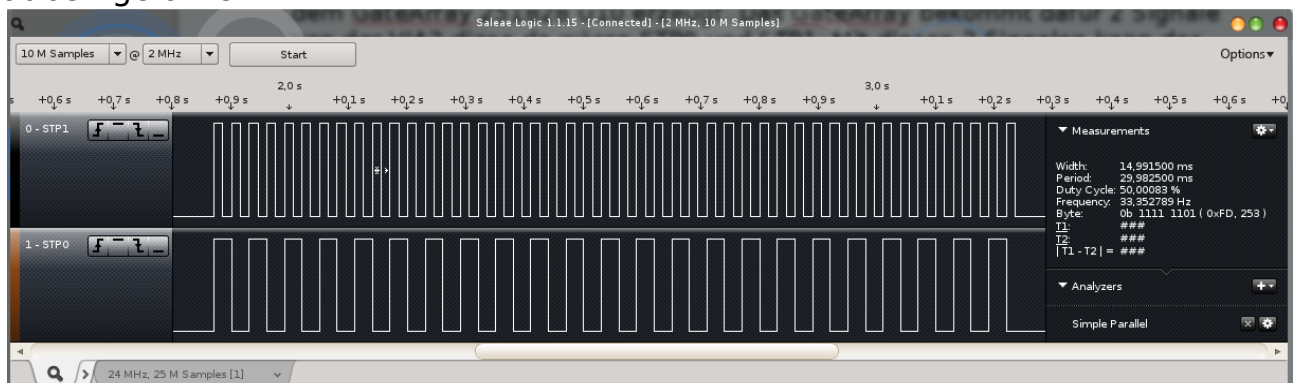 Saleae Logic 1.1.15 - [Connected] - [2 MHz, 10 M Samples]
10 M Samples @ 2 MHz Start Options
2,0 s 3,0 s
s +0,6 s +0,7 s +0,8 s +0,9 s +0,1 s +0,2 s +0,3 s +0,4 s +0,5 s +0,6 s +0,7 s +0,8 s +0,9 s +0,1 s +0,2 s +0,3 s +0,4 s +0,5 s +0,6 s +0,
0 - STP1
1 - STP0
Measurements
Width: 14,991500 ms
Period: 29,982500 ms
Duty Cycle: 50,00083 %
Frequency: 33,352789 Hz
Byte: 0b 1111 1101 ( 0xFD, 253 )
T1: ###
T2: ###
| T1 - T2 | = ###
Analyzers
Simple Parallel
24 MHz, 25 M Samples [1]